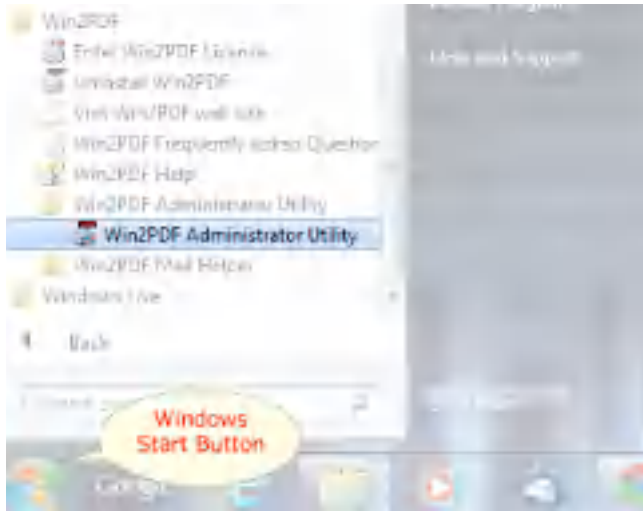 Win2PDF
Enter Win2PDF License
Uninstall Win2PDF
Visit Win2PDF web site
Win2PDF Frequently Asked Question
Win2PDF Help
Win2PDF Administrator Utility
Win2PDF Administrator Utility
Win2PDF Mail Helper
Windows Live
Back
Help and Support
Windows
Start Button